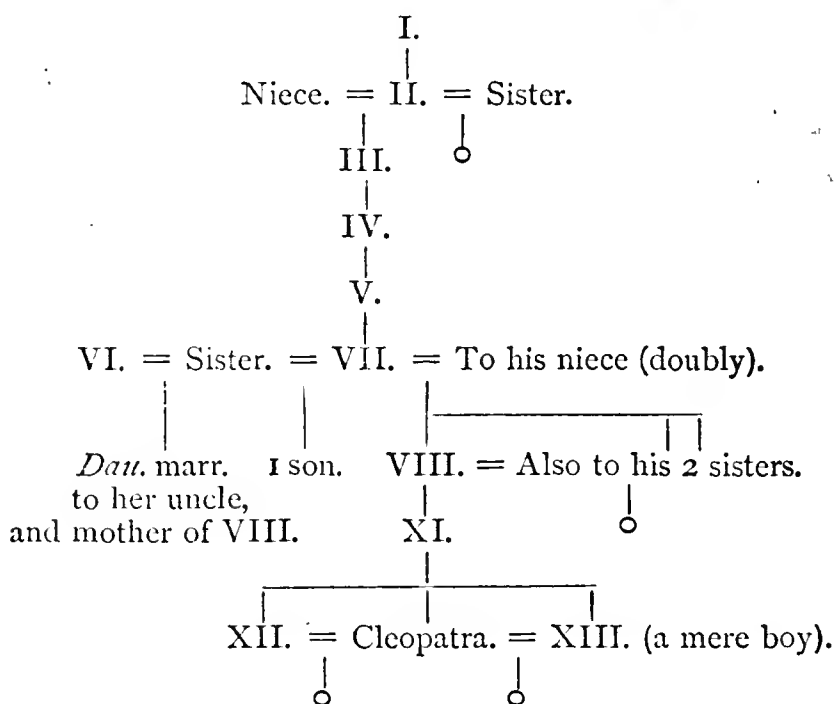 I.
Niece. = II. = Sister.
III.
IV.
V.
VI. = Sister. = VII. = To his niece (doubly).
Dau. marr. 1 son. VIII. = Also to his 2 sisters.
to her uncle,
and mother of VIII. XI.
XII. = Cleopatra. = XIII. (a mere boy).